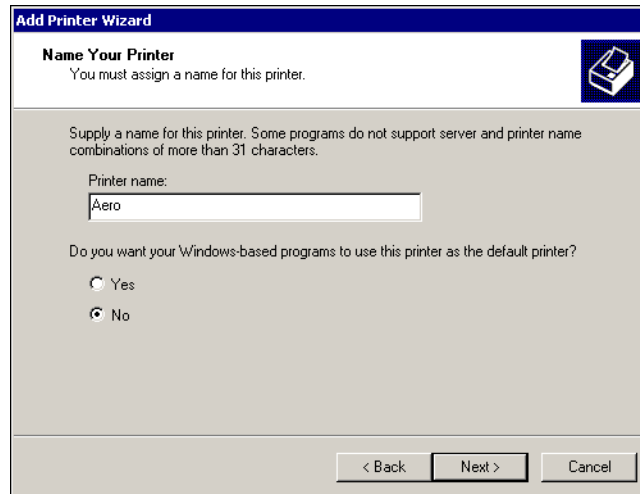 Add Printer Wizard
Name Your Printer
You must assign a name for this printer.
Supply a name for this printer. Some programs do not support server and printer name
combinations of more than 31 characters.
Printer name:
Aero
Do you want your Windows-based programs to use this printer as the default printer?
Yes
No
< Back
Next >
Cancel